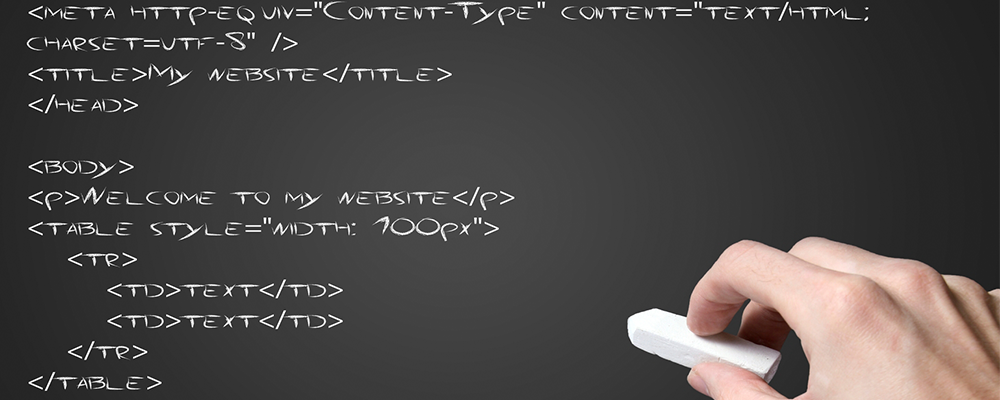 <META HTTP-EQUIV="CONTENT-TYPE" CONTENT="TEXT/HTML;
CHARSET=UTF-8" />
<TITLE>MY WEBSITE</TITLE>
</HEAD>
<BODY>
<P>WELCOME TO MY WEBSITE</P>
<TABLE STYLE="WIDTH: 100PX">
<TR>
<TD>TEXT</TD>
<TD>TEXT</TD>
</TR>
</TABLE>